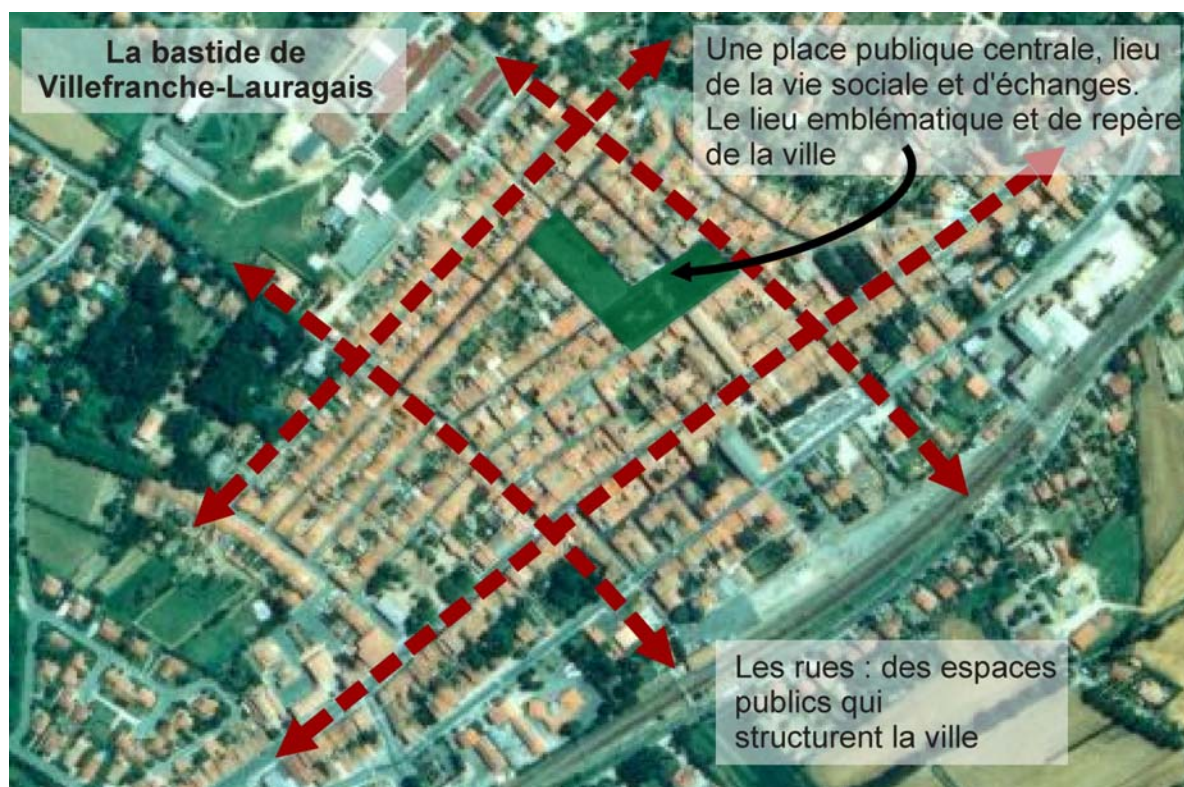 La bastide de
Villefranche-Lauragais
Une place publique centrale, lieu
de la vie sociale et d'échanges.
Le lieu emblématique et de repère
de la ville
Les rues : des espaces
publics qui
structurent la ville